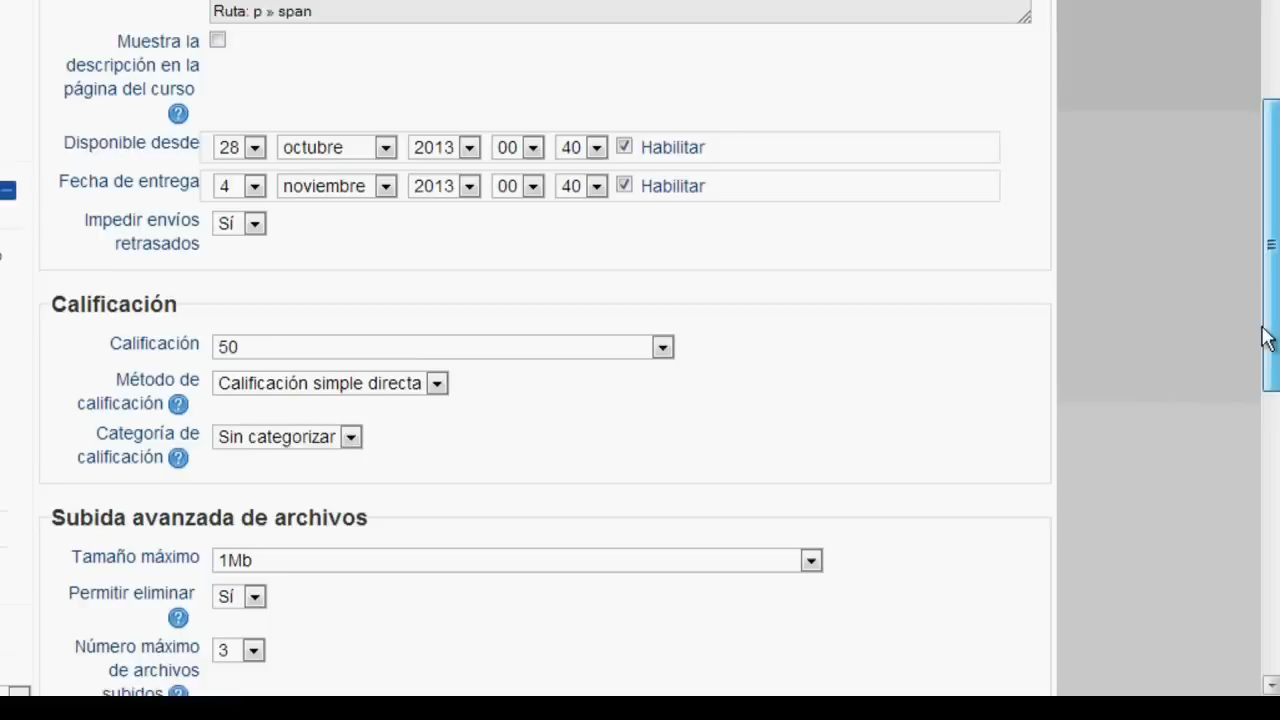 Ruta: p » span
Muestra la
descripción en la
página del curso
Disponible desde 28 octubre 2013 00 40 Habilitar
Fecha de entrega 4 noviembre 2013 00 40 Habilitar
Impedir envíos
retrasados
Sí
Calificación
Calificación 50
Método de
calificación
Calificación simple directa
Categoría de
calificación
Sin categorizar
Subida avanzada de archivos
Tamaño máximo 1Mb
Permitir eliminar Sí
Número máximo
de archivos
subidos
3